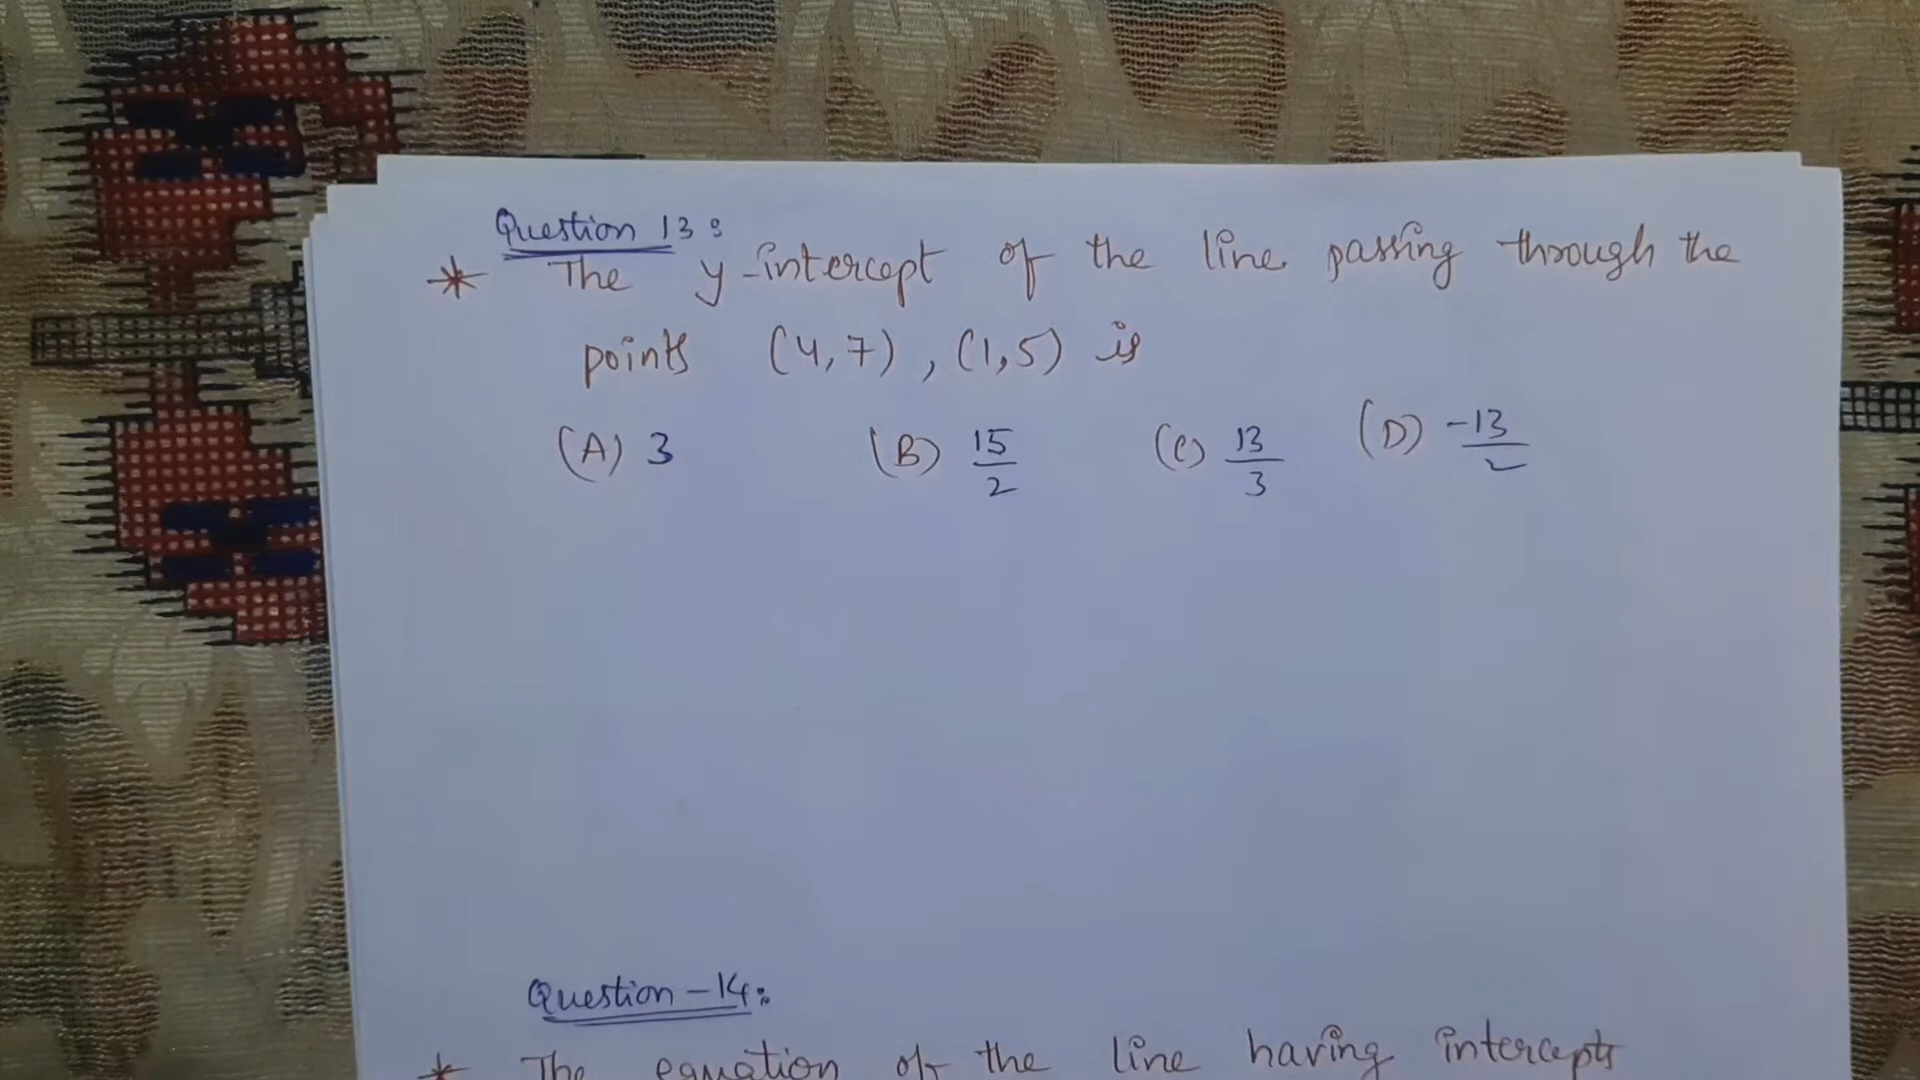 Question 13:
* The y-intercept of the line passing through the
points (4,7), (1,5) is
(A) 3 (B) 15/2 (C) 13/3 (D) -13/2
Question-14:
* The equation of the line having intercepts